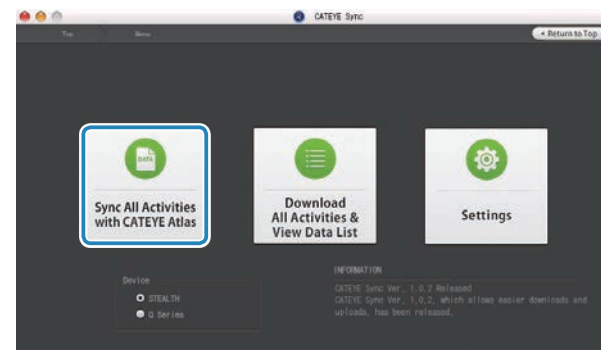 CATEYE Sync
Top
Menu
Return to Top
DATA
Sync All Activities
with CATEYE Atlas
Download
All Activities &
View Data List
Settings
Device
STEALTH
Q Series
INFORMATION
CATEYE Sync Ver. 1.0.2 Released
CATEYE Sync Ver. 1.0.2, which allows easier downloads and
uploads, has been released.